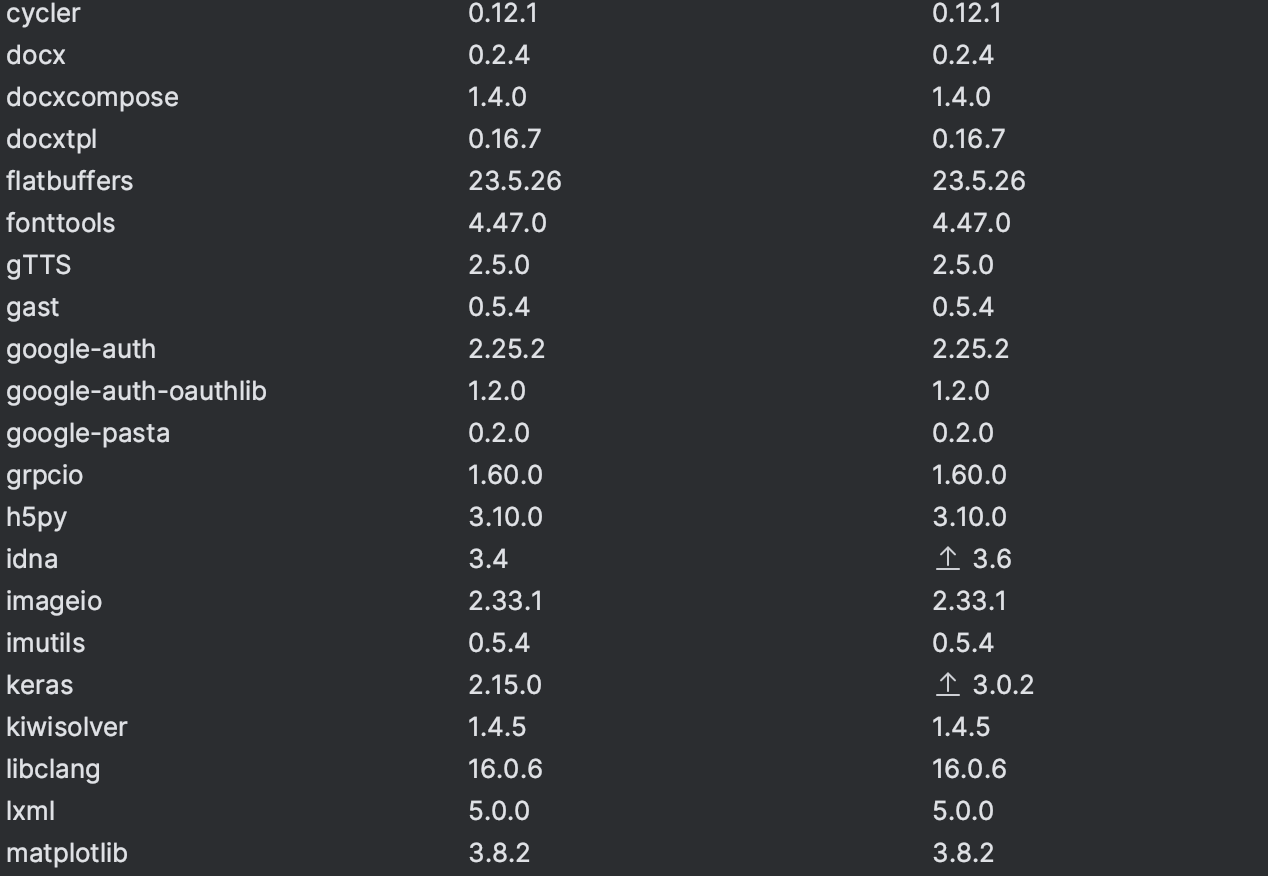 cycler 0.12.1 0.12.1
docx 0.2.4 0.2.4
docxcompose 1.4.0 1.4.0
docxtpl 0.16.7 0.16.7
flatbuffers 23.5.26 23.5.26
fonttools 4.47.0 4.47.0
gTTS 2.5.0 2.5.0
gast 0.5.4 0.5.4
google-auth 2.25.2 2.25.2
google-auth-oauthlib 1.2.0 1.2.0
google-pasta 0.2.0 0.2.0
grpcio 1.60.0 1.60.0
h5py 3.10.0 3.10.0
idna 3.4 3.6
imageio 2.33.1 2.33.1
imutils 0.5.4 0.5.4
keras 2.15.0 3.0.2
kiwisolver 1.4.5 1.4.5
libclang 16.0.6 16.0.6
lxml 5.0.0 5.0.0
matplotlib 3.8.2 3.8.2